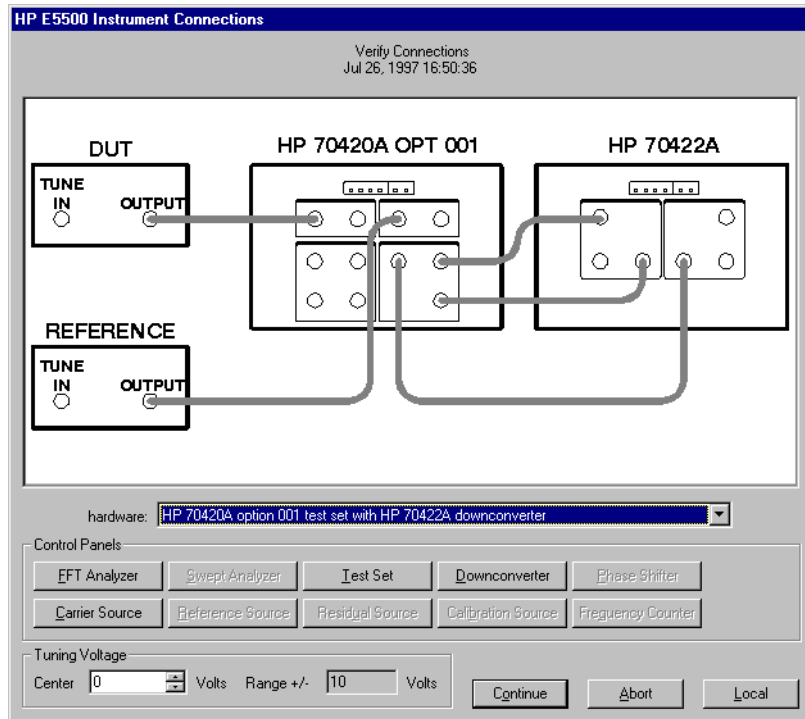 HP E5500 Instrument Connections
Verify Connections
Jul 26, 1997 16:50:36
DUT
HP 70420A OPT 001
HP 70422A
TUNE
IN
OUTPUT
REFERENCE
TUNE
IN
OUTPUT
hardware: HP 70420A option 001 test set with HP 70422A downconverter
Control Panels
FFT Analyzer Swept Analyzer Test Set Downconverter Phase Shifter
Carrier Source Reference Source Residual Source Calibration Source Frequency Counter
Tuning Voltage
Center 0 Volts Range +/- 10 Volts
Continue Abort Local